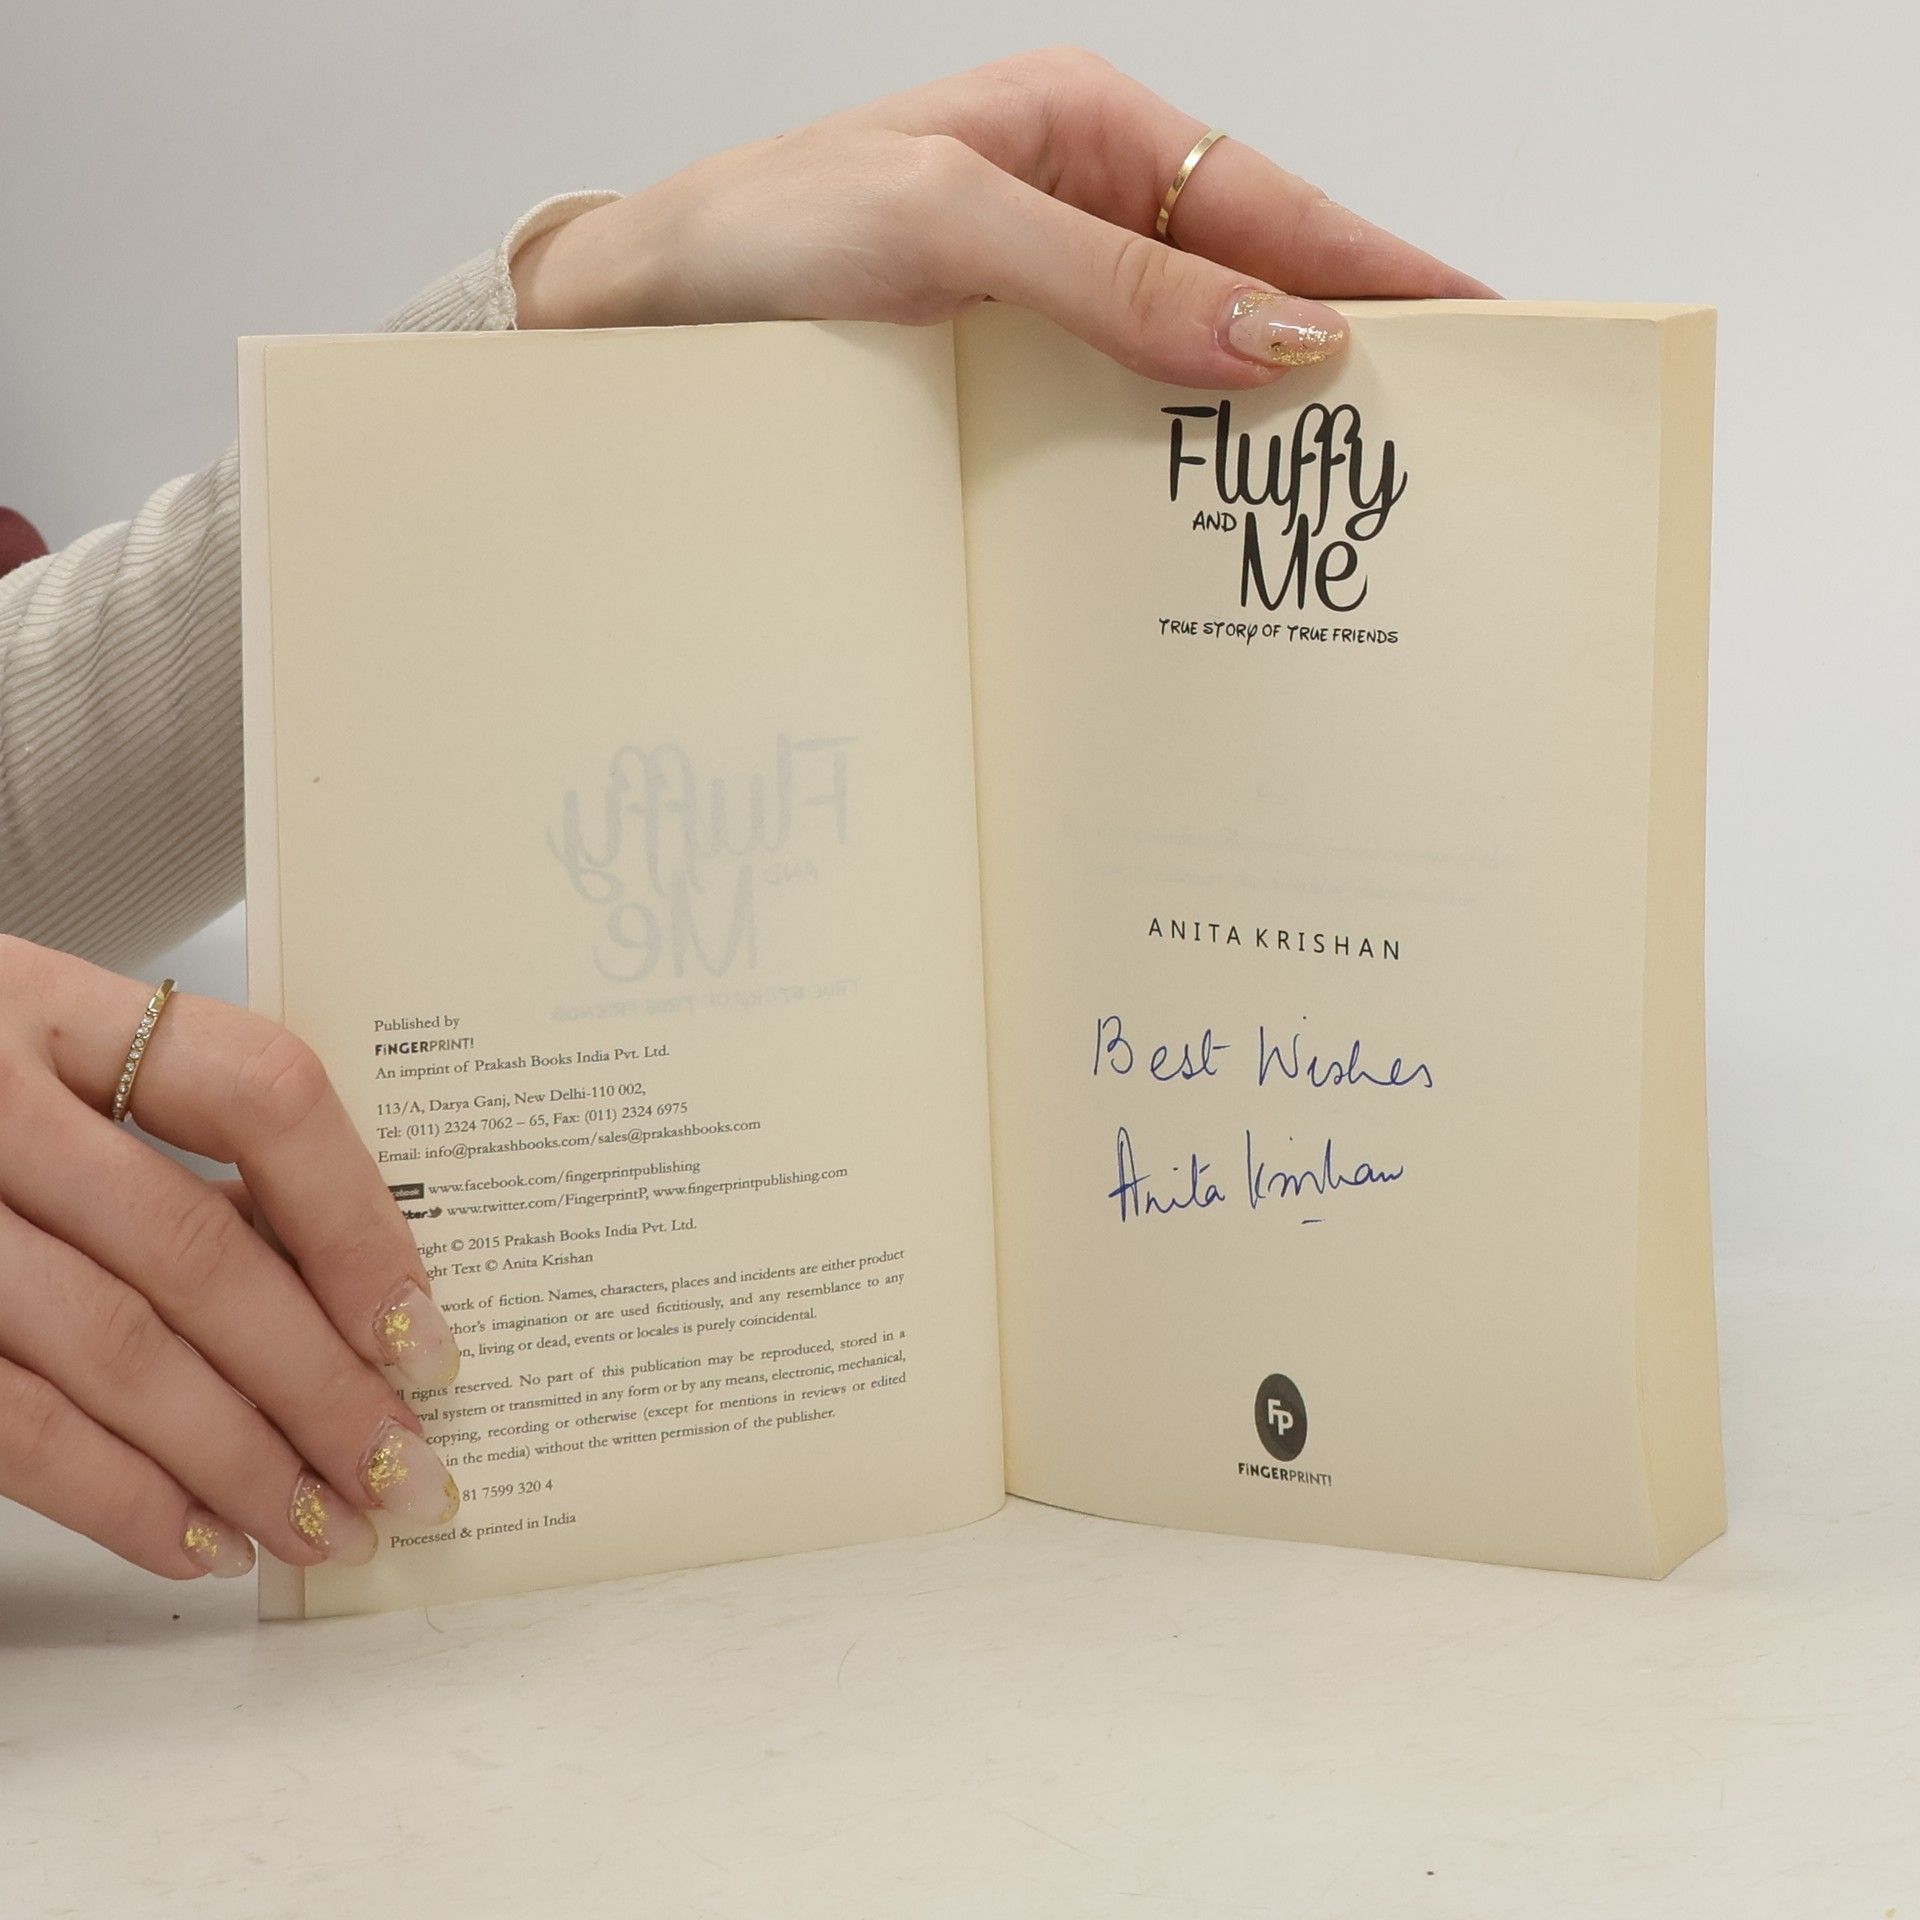 Published by
FiNGERPRINT!
An imprint of Prakash Books India Pvt. Ltd.
113/A, Darya Ganj, New Delhi-110 002,
Tel: (011) 2324 7062 – 65, Fax: (011) 2324 6975
Email: info@prakashbooks.com/sales@prakashbooks.com
www.facebook.com/fingerprintpublishing
www.twitter.com/FingerprintP, www.fingerprintpublishing.com
© 2015 Prakash Books India Pvt. Ltd.
Text © Anita Krishan
work of fiction. Names, characters, places and incidents are either product
imagination or are used fictitiously, and any resemblance to any
living or dead, events or locales is purely coincidental.
rights reserved. No part of this publication may be reproduced, stored in a
system or transmitted in any form or by any means, electronic, mechanical,
copying, recording or otherwise (except for mentions in reviews or edited
in the media) without the written permission of the publisher.
81 7599 320 4
Processed & printed in India
Fluffy
AND
Me
TRUE STORY OF TRUE FRIENDS
ANITA KRISHAN
Best Wishes
Anita Krishan
FP
FiNGERPRINT!